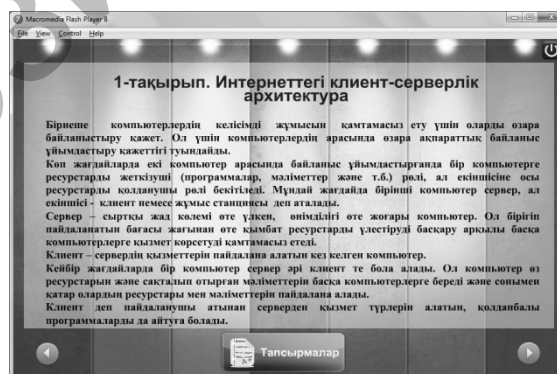 Macromedia Flash Player 8
File View Control Help
1-тақырып. Интернеттегі клиент-серверлік
архитектура
Бірнеше компьютерлердің келісімді жұмысын қамтамасыз ету үшін оларды өзара
байланыстыру қажет. Ол үшін компьютерлердің арасында өзара ақпараттық байланыс
ұйымдастыру қажеттігі туындайды.
Көп жағдайларда екі компьютер арасында байланыс ұйымдастырғанда бір компьютерге
ресурстарды жеткізуші (программалар, мәліметтер және т.б.) рөлі, ал екіншісіне осы
ресурстарды қолданушы рөлі бекітіледі. Мұндай жағдайда бірінші компьютер сервер, ал
екіншісі - клиент немесе жұмыс станциясы деп аталады.
Сервер – сыртқы жад көлемі өте үлкен, өнімділігі өте жоғары компьютер. Ол бірігіп
пайдаланатын бағасы жағынан өте қымбат ресурстарды үлестіруді басқару арқылы басқа
компьютерлерге қызмет көрсетуді қамтамасыз етеді.
Клиент – сервердің қызметтерін пайдалана алатын кез келген компьютер.
Кейбір жағдайларда бір компьютер сервер әрі клиент те бола алады. Ол компьютер өз
ресурстарын және сақталып отырған мәліметтерін басқа компьютерлерге береді және сонымен
қатар олардың ресурстары мен мәліметтерін пайдалана алады.
Клиент деп пайдаланушы атынан серверден қызмет түрлерін алатын, қолданбалы
программаларды да айтуға болады.
Тапсырмалар